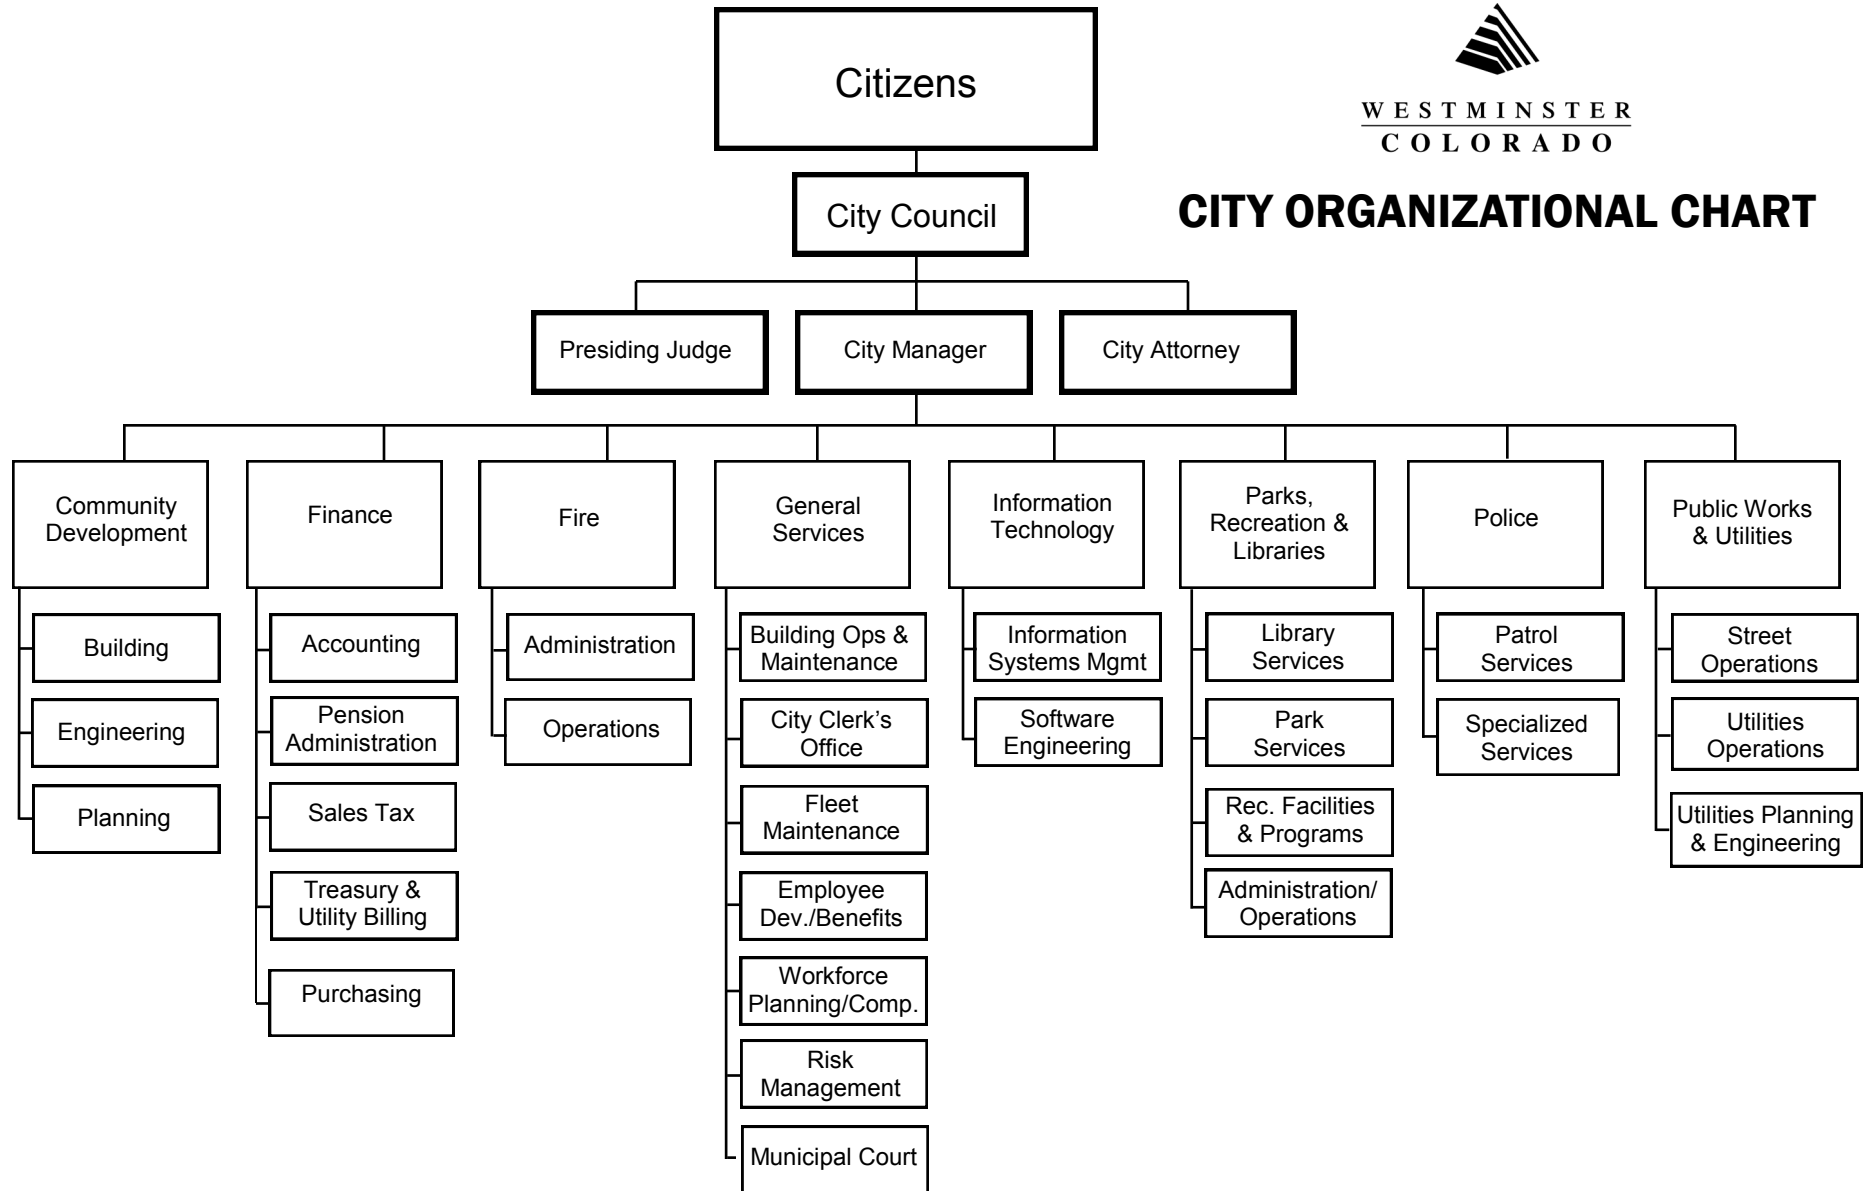 Citizens
WESTMINSTER
COLORADO
CITY ORGANIZATIONAL CHART
City Council
Presiding Judge
City Manager
City Attorney
Community
Development
Finance
Fire
General
Services
Information
Technology
Parks,
Recreation &
Libraries
Police
Public Works
& Utilities
Building
Engineering
Planning
Accounting
Pension
Administration
Sales Tax
Treasury &
Utility Billing
Purchasing
Administration
Operations
Building Ops &
Maintenance
City Clerk’s
Office
Fleet
Maintenance
Employee
Dev./Benefits
Workforce
Planning/Comp.
Risk
Management
Municipal Court
Information
Systems Mgmt
Software
Engineering
Library
Services
Park
Services
Rec. Facilities
& Programs
Administration/
Operations
Patrol
Services
Specialized
Services
Street
Operations
Utilities
Operations
Utilities Planning
& Engineering